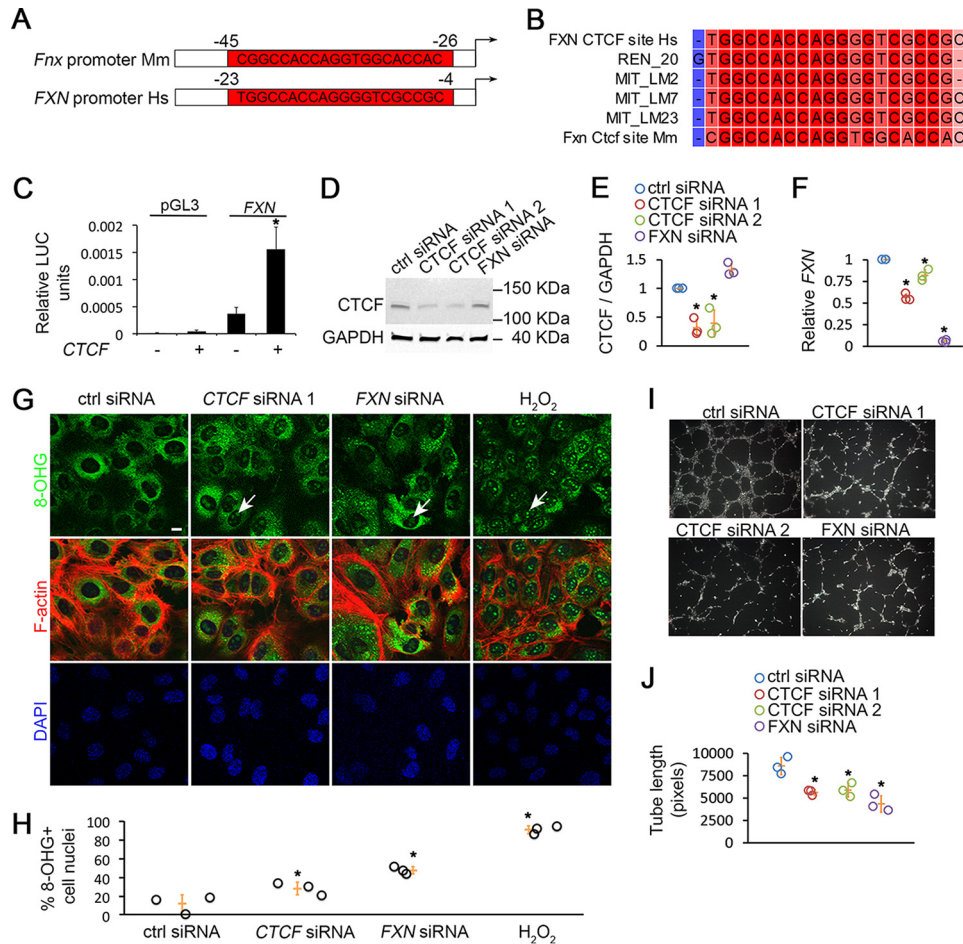 A
-45 -26
Fnx promoter Mm CGGCCACCAGGTGGCACCAC
-23 -4
FXN promoter Hs TGGCCACCAGGGGTCGCCGC
B
FXN CTCF site Hs -TGGCCACCAGGGGTCGCCGC
REN_20 GTGGCCACCAGGGGTCGCCG-
MIT_LM2 -TGGCCACCAGGGGTCGCCG-
MIT_LM7 -TGGCCACCAGGGGTCGCCGC
MIT_LM23 -TGGCCACCAGGGGTCGCCGC
Fxn Ctcf site Mm -CGGCCACCAGGTGGCACCAC
C
pGL3 FXN
Relative LUC units
0.002
0.0015
0.001
0.0005
0
*
CTCF - + - +
D
ctrl siRNA
CTCF siRNA 1
CTCF siRNA 2
FXN siRNA
150 KDa
CTCF
100 KDa
GAPDH 40 KDa
E
ctrl siRNA
CTCF siRNA 1
CTCF siRNA 2
FXN siRNA
CTCF / GAPDH
1.5
1.0
0.5
0
* *
F
Relative FXN
1
0.75
0.5
0.25
0
* * *
G
ctrl siRNA CTCF siRNA 1 FXN siRNA H2O2
8-OHG
F-actin
DAPI
H
% 8-OHG+ cell nuclei
100
80
60
40
20
0
* * *
ctrl siRNA CTCF siRNA FXN siRNA H2O2
I
ctrl siRNA CTCF siRNA 1
CTCF siRNA 2 FXN siRNA
J
ctrl siRNA
CTCF siRNA 1
CTCF siRNA 2
FXN siRNA
Tube length (pixels)
10000
7500
5000
2500
0
* * *